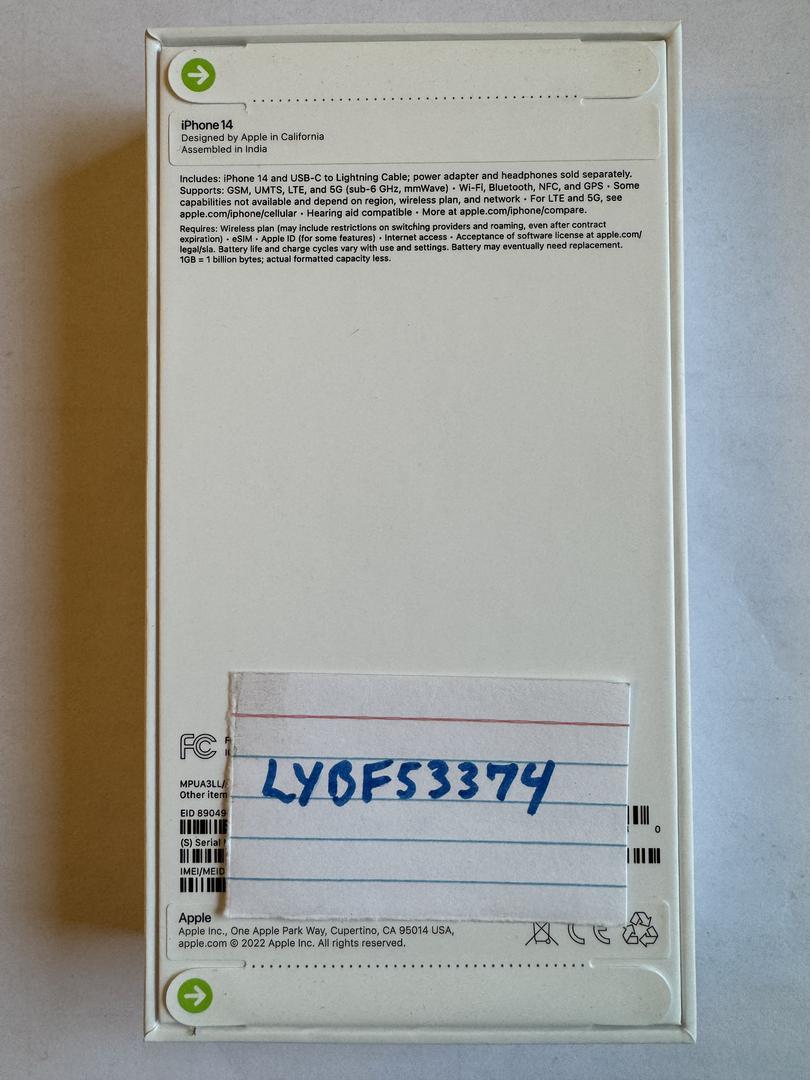 iPhone 14
Designed by Apple in California
Assembled in India
Includes: iPhone 14 and USB-C to Lightning Cable; power adapter and headphones sold separately.
Supports: GSM, UMTS, LTE, and 5G (sub-6 GHz, mmWave) • Wi-Fi, Bluetooth, NFC, and GPS • Some
capabilities not available and depend on region, wireless plan, and network • For LTE and 5G, see
apple.com/iphone/cellular • Hearing aid compatible • More at apple.com/iphone/compare.
Requires: Wireless plan (may include restrictions on switching providers and roaming, even after contract
expiration) • eSIM • Apple ID (for some features) • Internet access • Acceptance of software license at apple.com/
legal/sla. Battery life and charge cycles vary with use and settings. Battery may eventually need replacement.
1GB = 1 billion bytes; actual formatted capacity less.
FC
LYBF53374
MPUA3LL/
Other item
EID 89049
0
(S) Serial
IMEI/MEID
Apple
Apple Inc., One Apple Park Way, Cupertino, CA 95014 USA,
apple.com © 2022 Apple Inc. All rights reserved.
CE